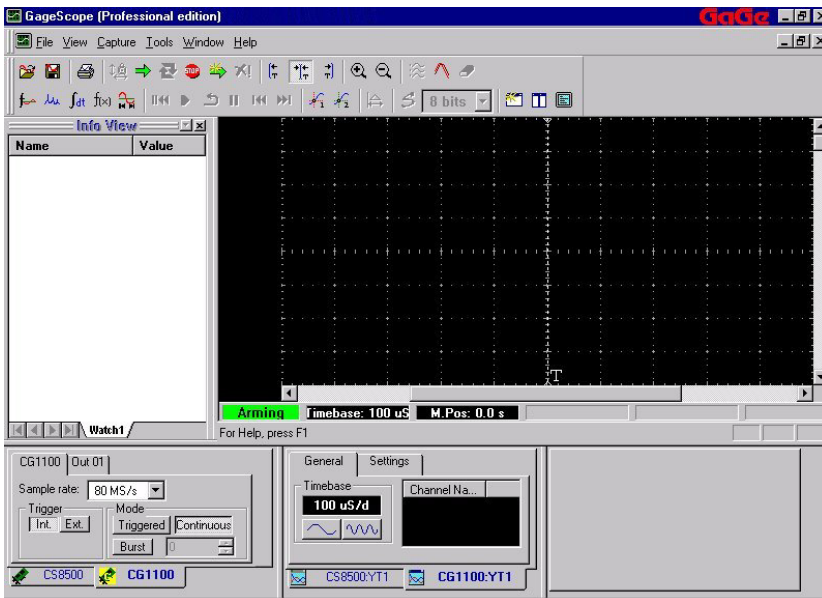 GageScope (Professional edition)
GaGe
File View Capture Tools Window Help
STOP
∫dt f(x)
8 bits
Info View
Name Value
T
Arming Timebase: 100 uS M.Pos: 0.0 s
Watch1
For Help, press F1
CG1100 Out 01
Sample rate: 80 MS/s
Trigger Mode
Int. Ext. Triggered Continuous
Burst 0
CS8500 CG1100
General Settings
Timebase
100 uS/d
Channel Na...
CS8500:YT1 CG1100:YT1